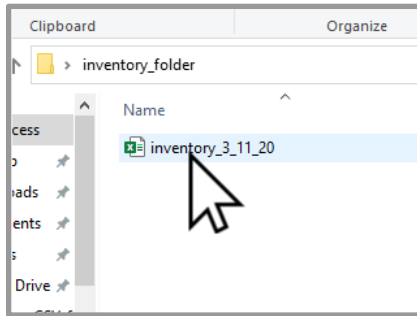 Clipboard
Organize
inventory_folder
Name
cess
inventory_3_11_20
ads
ents
s
Drive